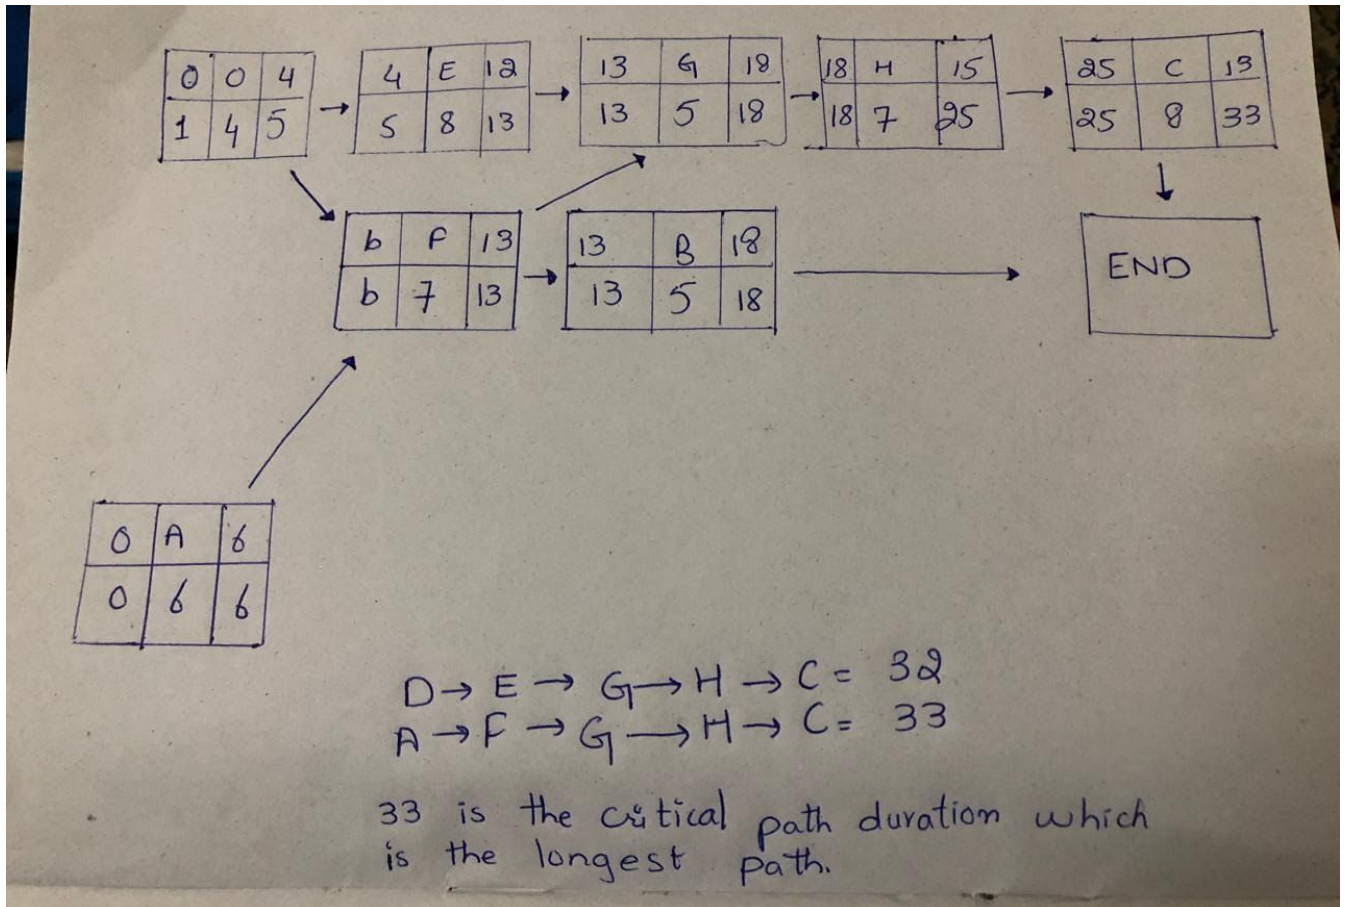 0 0 4 4 E 12 13 G 18 18 H 15 25 C 19
1 4 5 5 8 13 13 5 18 18 7 25 25 8 33
b F 13 13 B 18 END
b 7 13 13 5 18
0 A 6
0 6 6
D → E → G → H → C = 32
A → F → G → H → C = 33
33 is the critical path duration which
is the longest path.